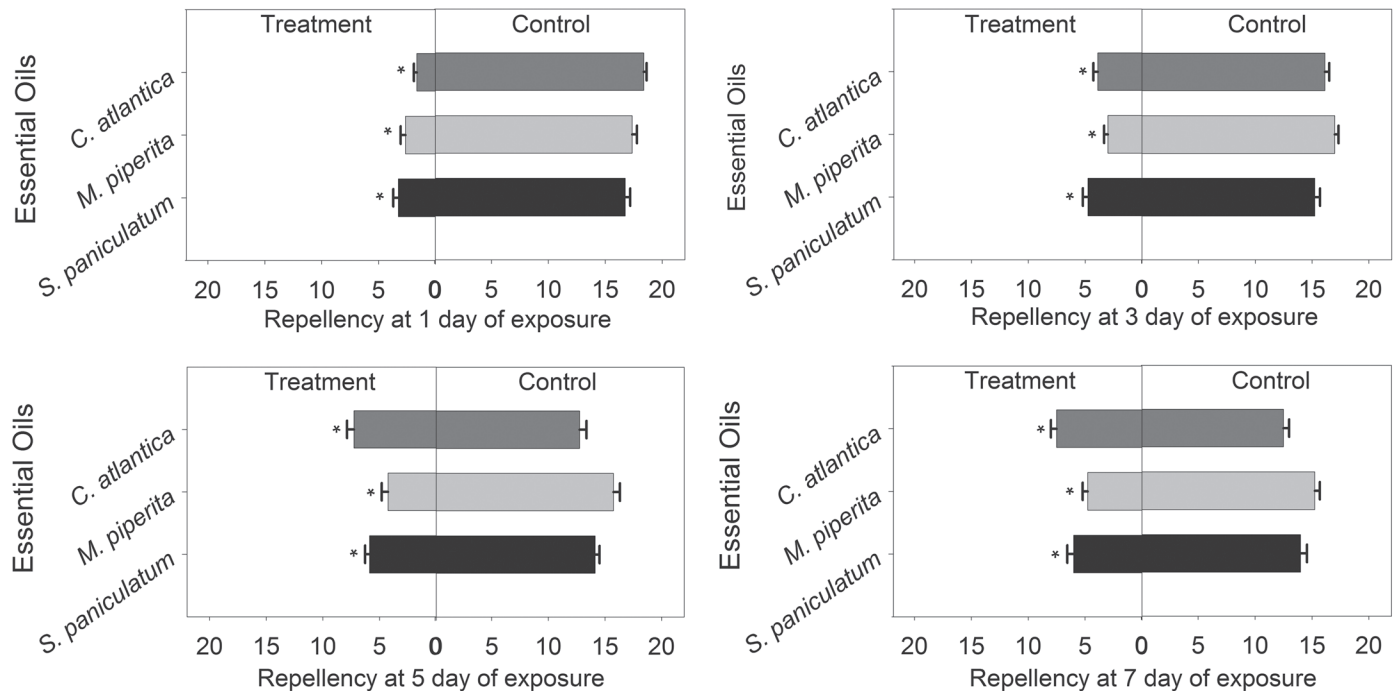 Treatment Control
Essential Oils
C. atlantica
*
M. piperita
*
S. paniculatum
*
20 15 10 5 0 5 10 15 20
Repellency at 1 day of exposure
Treatment Control
Essential Oils
C. atlantica
*
M. piperita
*
S. paniculatum
*
20 15 10 5 0 5 10 15 20
Repellency at 3 day of exposure
Treatment Control
Essential Oils
C. atlantica
*
M. piperita
*
S. paniculatum
*
20 15 10 5 0 5 10 15 20
Repellency at 5 day of exposure
Treatment Control
Essential Oils
C. atlantica
*
M. piperita
*
S. paniculatum
*
20 15 10 5 0 5 10 15 20
Repellency at 7 day of exposure